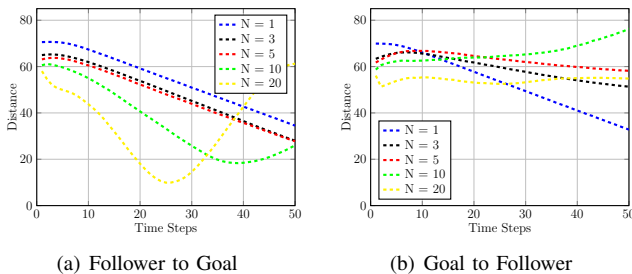 80
60
40
20
0
Distance
0
10
20
30
40
50
Time Steps
N = 1
N = 3
N = 5
N = 10
N = 20
(a) Follower to Goal
80
60
40
20
0
Distance
0
10
20
30
40
50
Time Steps
N = 1
N = 3
N = 5
N = 10
N = 20
(b) Goal to Follower